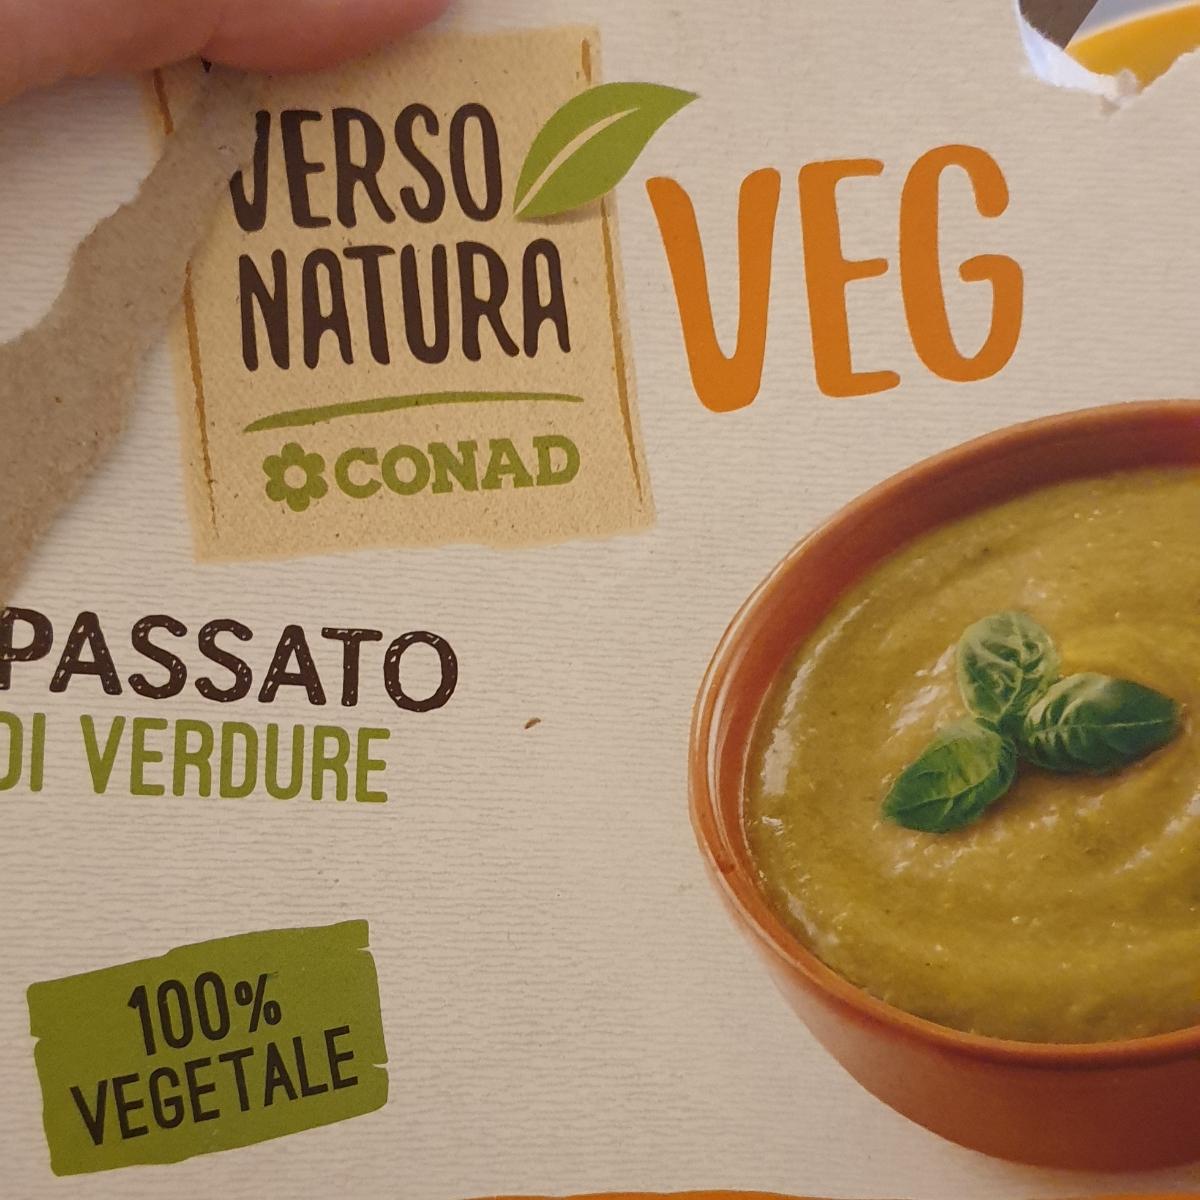 VERSO
NATURA
CONAD
VEG
PASSATO
DI VERDURE
100%
VEGETALE